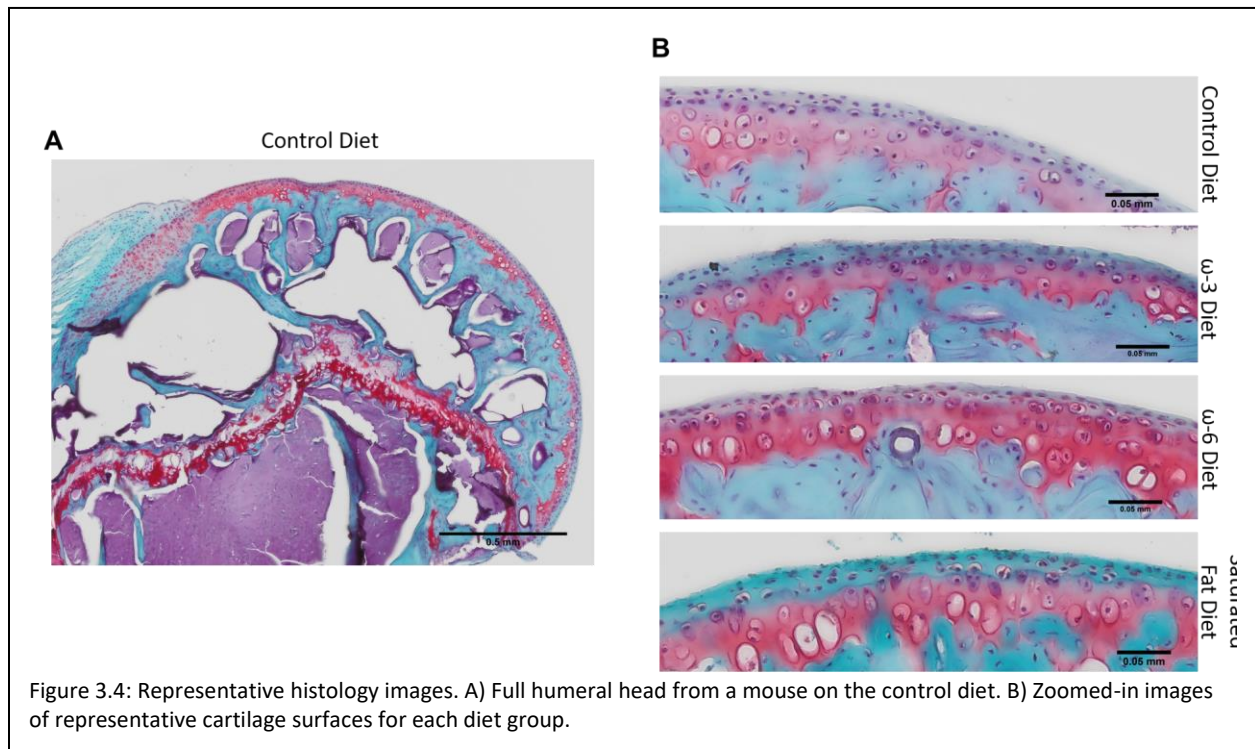 B
A
Control Diet
Control Diet
0.05 mm
ω-3 Diet
0.05 mm
ω-6 Diet
0.05 mm
0.5 mm
Saturated
Fat Diet
0.05 mm
Figure 3.4: Representative histology images. A) Full humeral head from a mouse on the control diet. B) Zoomed-in images
of representative cartilage surfaces for each diet group.